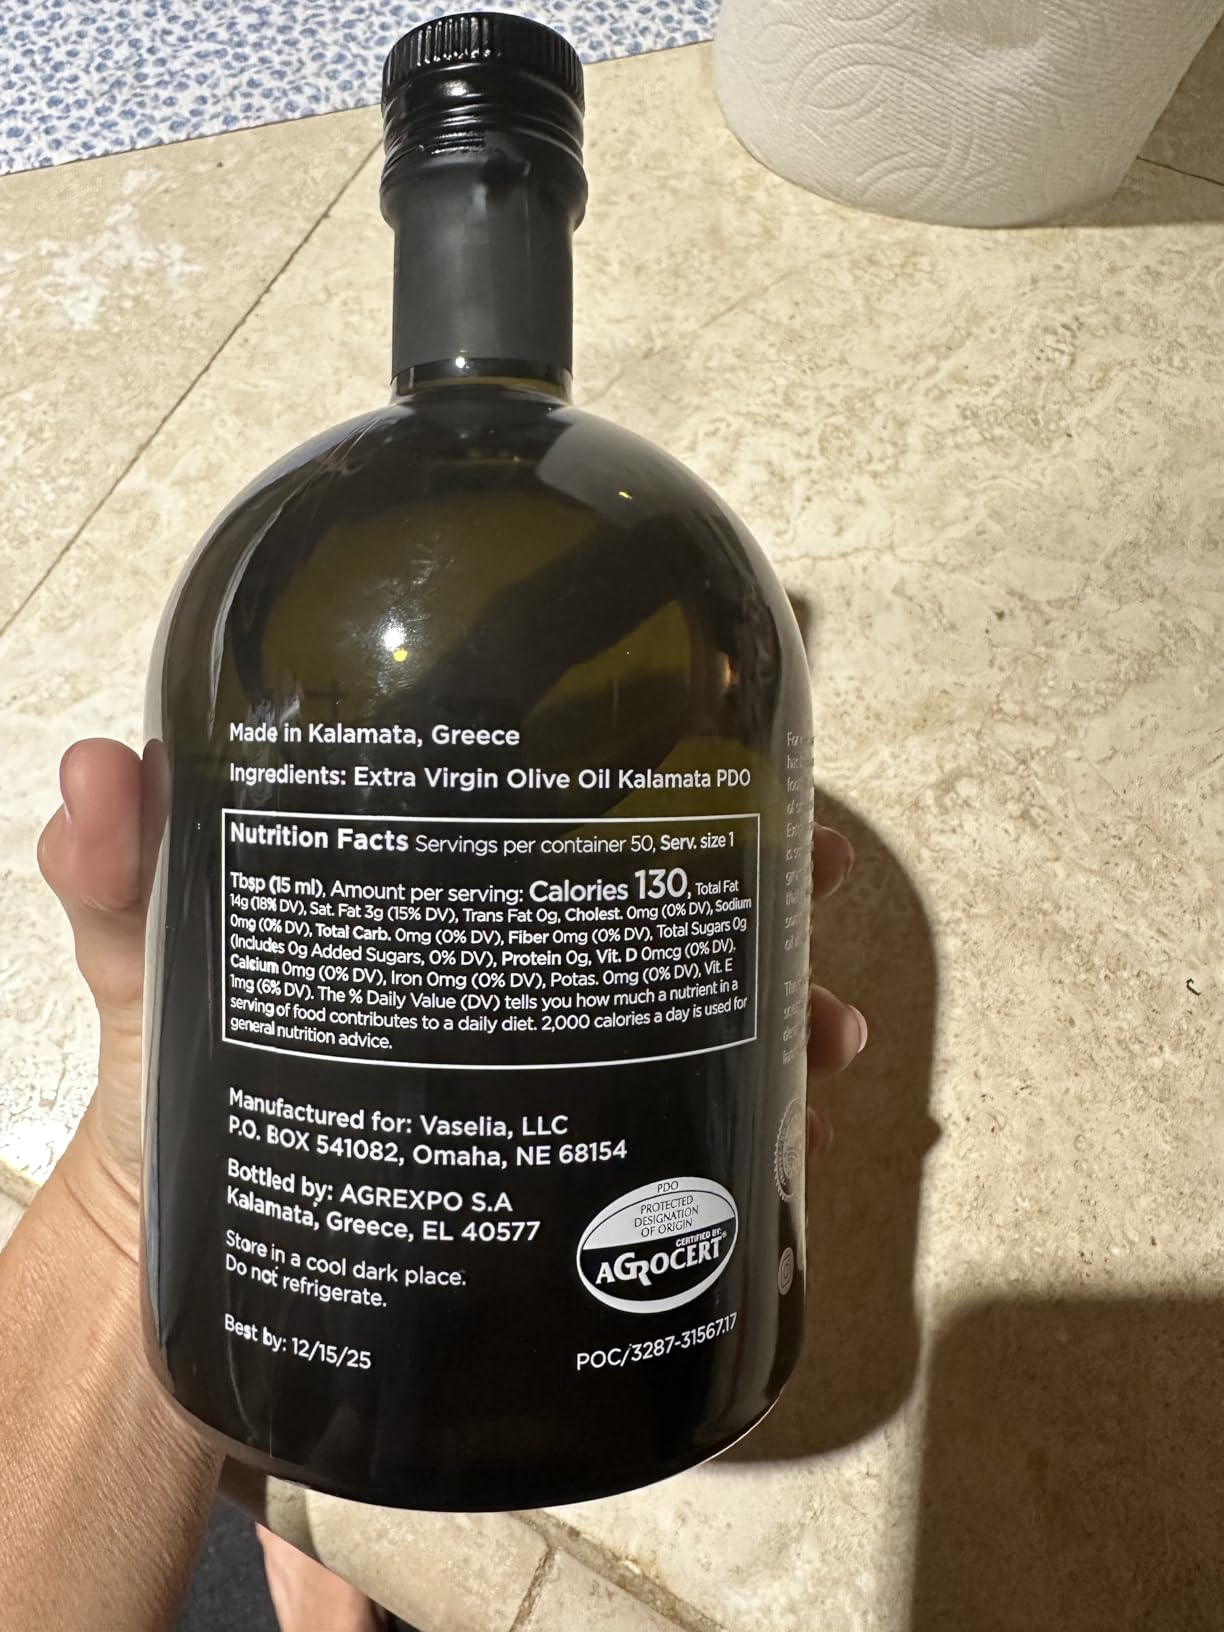 Made in Kalamata, Greece
Ingredients: Extra Virgin Olive Oil Kalamata PDO
Nutrition Facts Servings per container 50, Serv. size 1
Tbsp (15 ml), Amount per serving: Calories 130, Total Fat
14g (18% DV), Sat. Fat 3g (15% DV), Trans Fat 0g, Cholest. 0mg (0% DV), Sodium
0mg (0% DV), Total Carb. 0mg (0% DV), Fiber 0mg (0% DV), Total Sugars 0g
(Includes 0g Added Sugars, 0% DV), Protein 0g, Vit. D 0mcg (0% DV),
Calcium 0mg (0% DV), Iron 0mg (0% DV), Potas. 0mg (0% DV), Vit. E
1mg (6% DV). The % Daily Value (DV) tells you how much a nutrient in a
serving of food contributes to a daily diet. 2,000 calories a day is used for
general nutrition advice.
Manufactured for: Vaselia, LLC
P.O. BOX 541082, Omaha, NE 68154
Bottled by: AGREXPO S.A
Kalamata, Greece, EL 40577
Store in a cool dark place.
Do not refrigerate.
Best by: 12/15/25
PDO
PROTECTED
DESIGNATION
OF ORIGIN
CERTIFIED BY:
AGROCERT®
POC/3287-31567.17